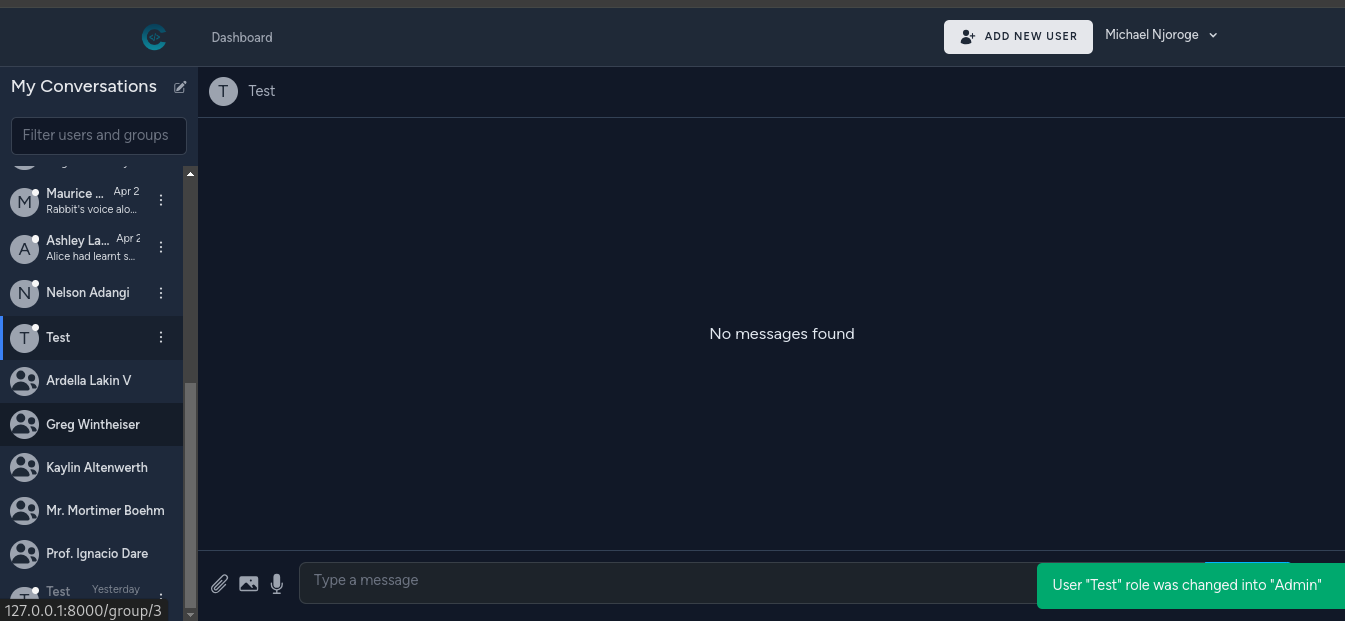 Dashboard
ADD NEW USER
Michael Njoroge
My Conversations
Filter users and groups
M
Maurice ...
Apr 2
Rabbit's voice alo...
A
Ashley La...
Apr 2
Alice had learnt s...
N
Nelson Adangi
T
Test
Ardella Lakin V
Greg Wintheiser
Kaylin Altenwerth
Mr. Mortimer Boehm
Prof. Ignacio Dare
Test
Yesterday
127.0.0.1:8000/group/3
T
Test
No messages found
Type a message
User "Test" role was changed into "Admin"